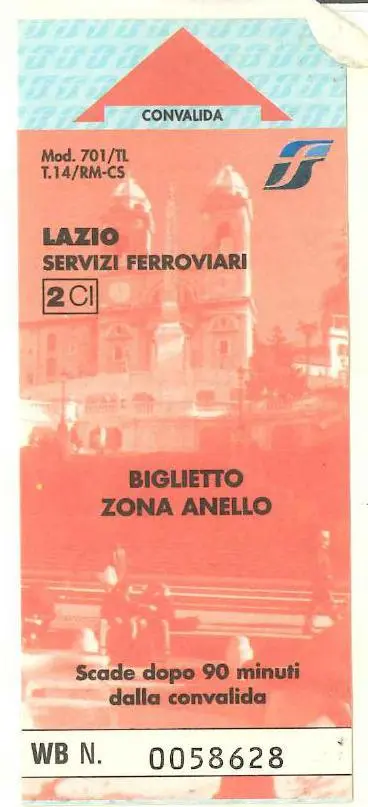 CONVALIDA
Mod. 701/TL
T.14/RM-CS
LAZIO
SERVIZI FERROVIARI
2 Cl
BIGLIETTO
ZONA ANELLO
Scade dopo 90 minuti
dalla convalida
WB N. 0058628